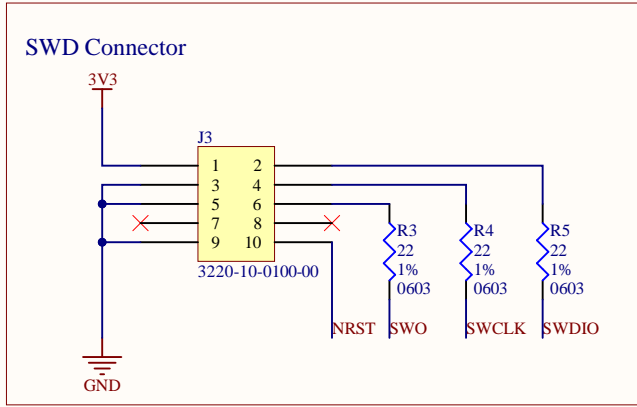 SWD Connector
3V3
J3
1 2
3 4
5 6
7 8
9 10
3220-10-0100-00
R3
22
1%
0603
R4
22
1%
0603
R5
22
1%
0603
NRST SWO SWCLK SWDIO
GND